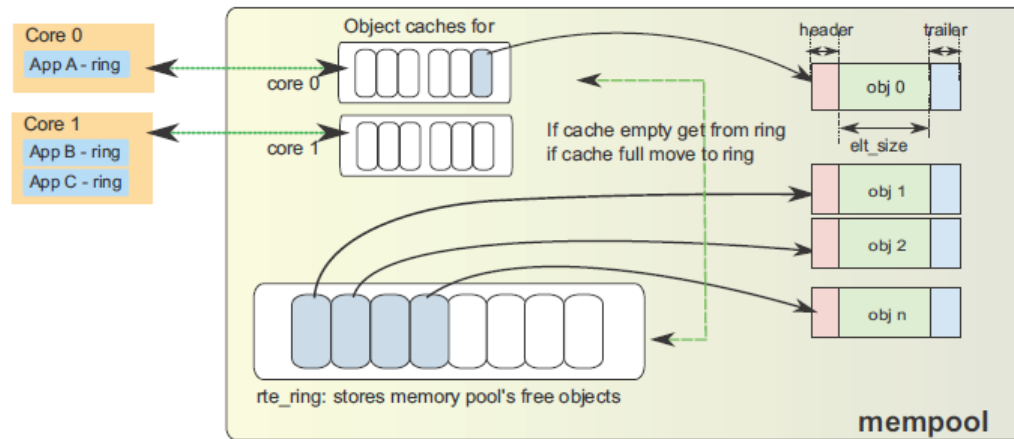 Core 0
App A - ring
Core 1
App B - ring
App C - ring
Object caches for
core 0
core 1
If cache empty get from ring
if cache full move to ring
header
trailer
obj 0
elt_size
obj 1
obj 2
obj n
rte_ring: stores memory pool's free objects
mempool